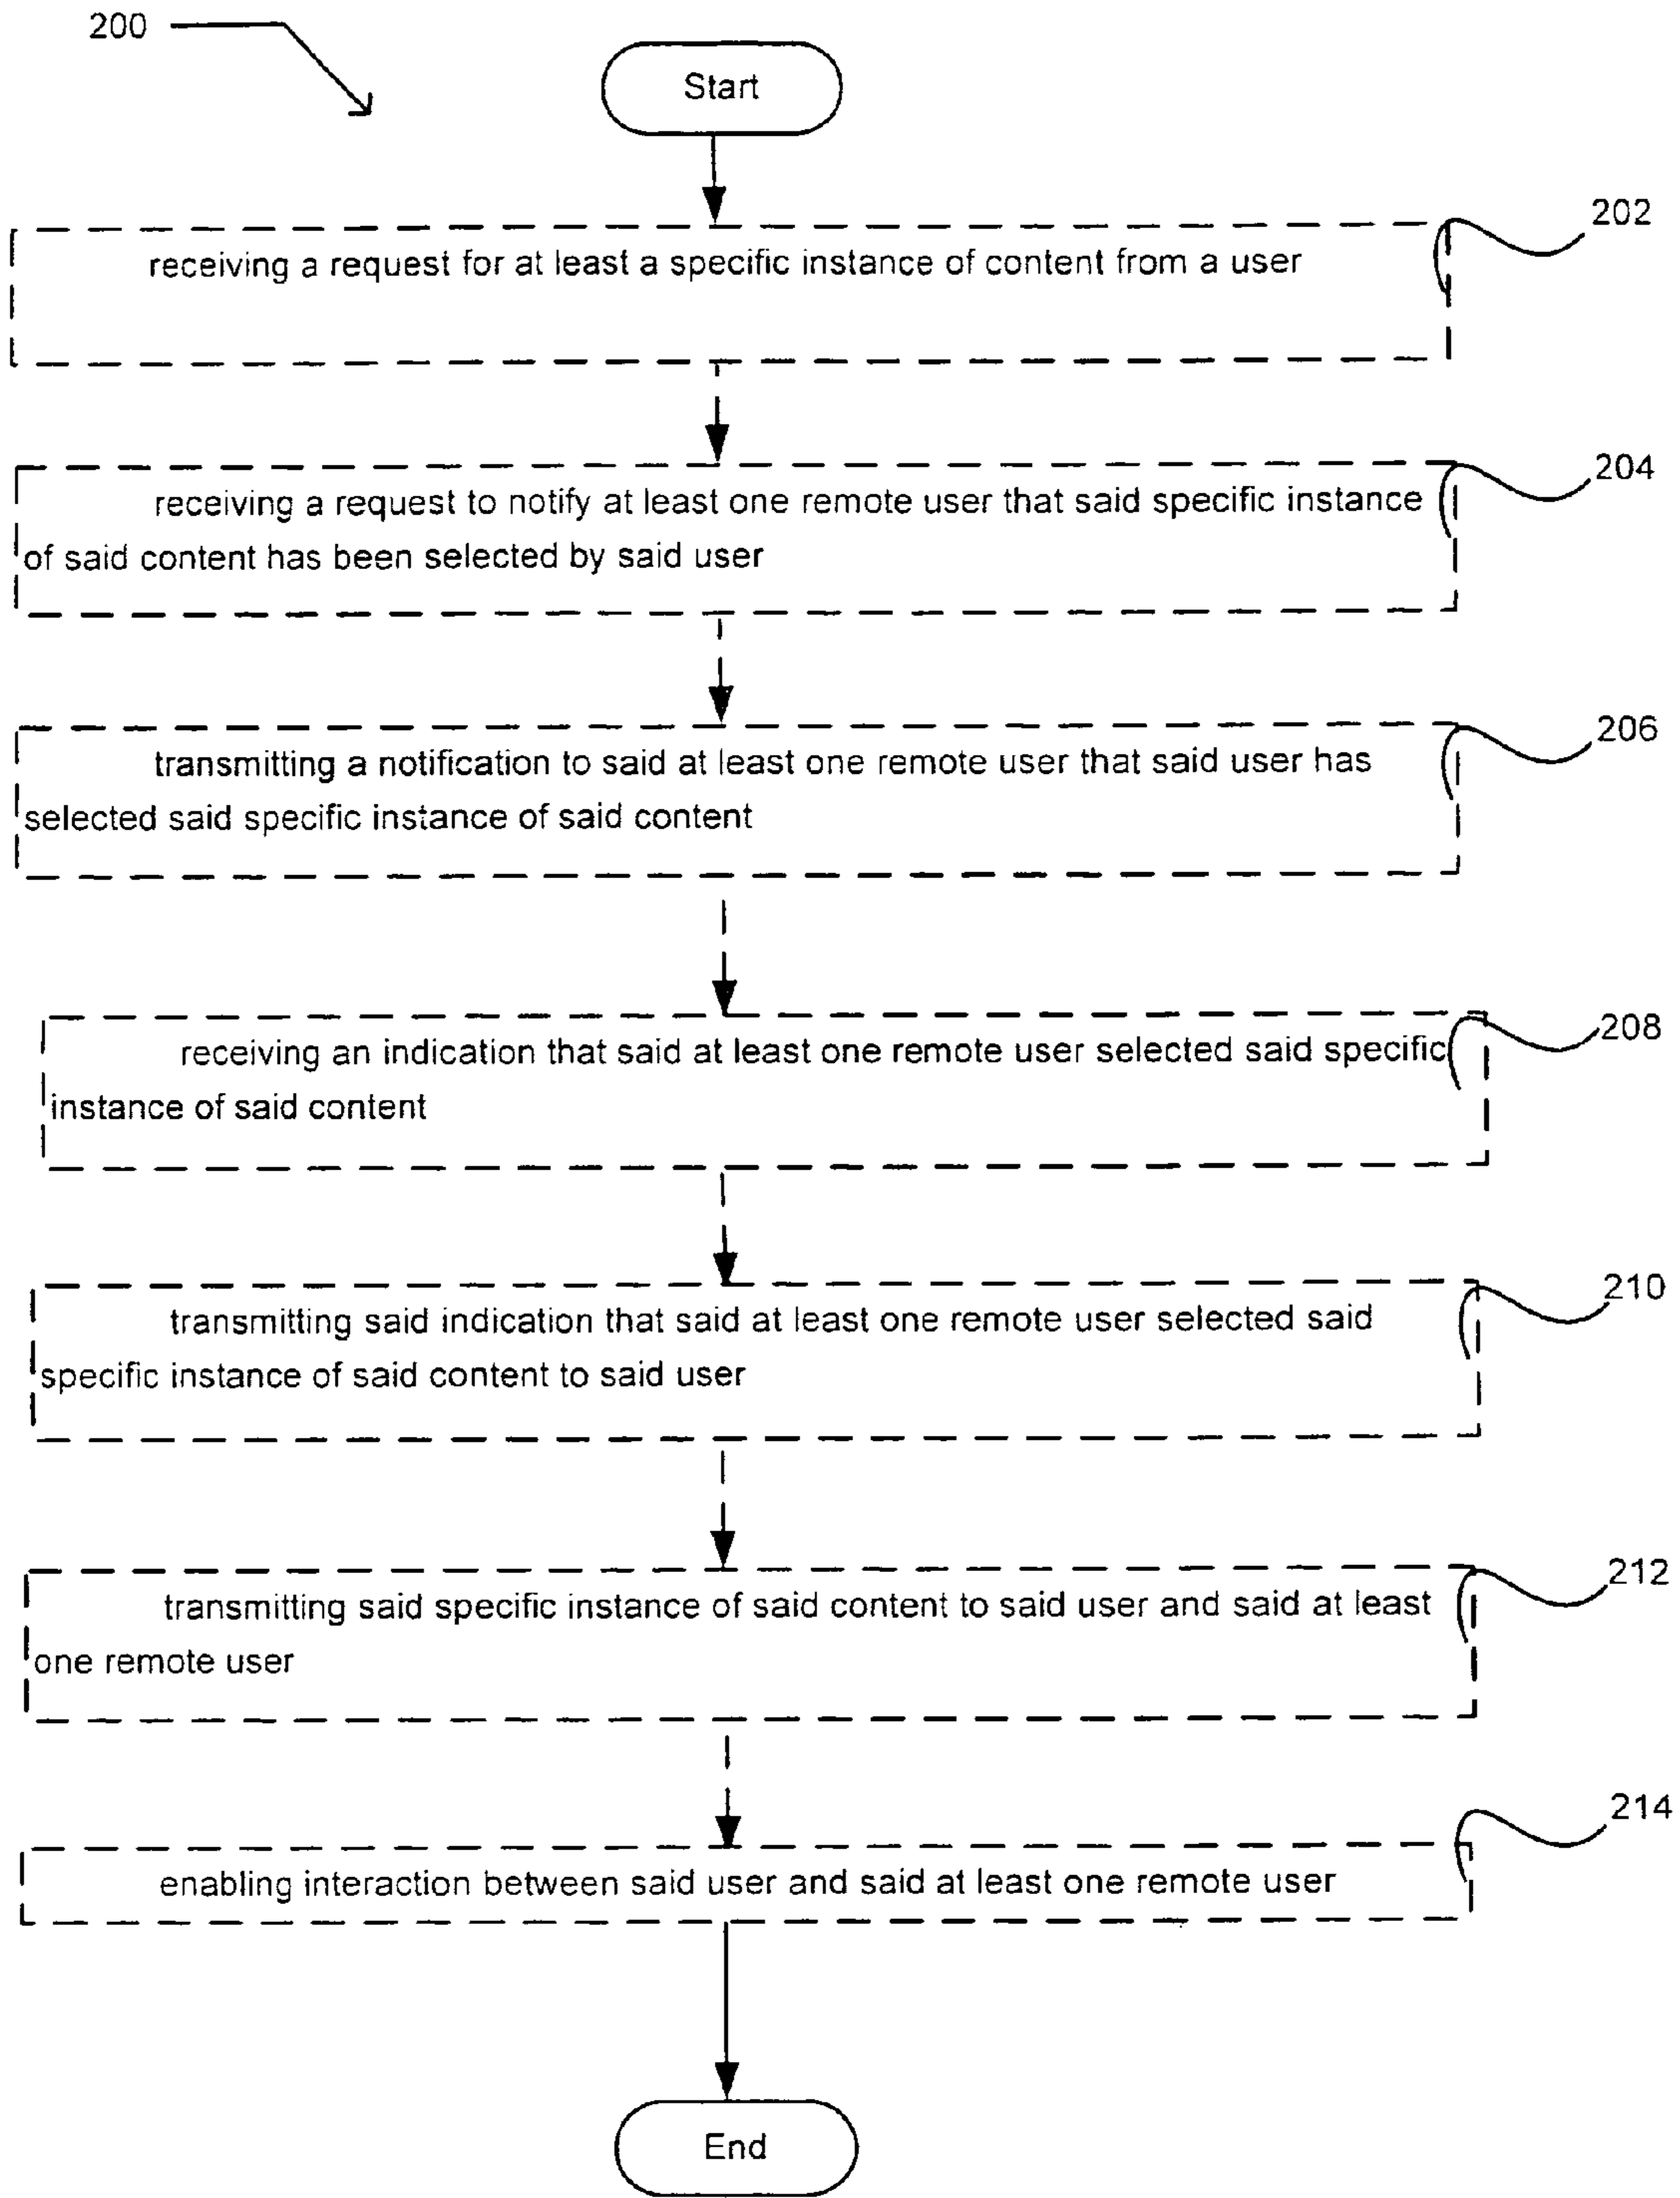 200
Start
202
receiving a request for at least a specific instance of content from a user
204
receiving a request to notify at least one remote user that said specific instance
of said content has been selected by said user
206
transmitting a notification to said at least one remote user that said user has
selected said specific instance of said content
208
receiving an indication that said at least one remote user selected said specific
instance of said content
210
transmitting said indication that said at least one remote user selected said
specific instance of said content to said user
212
transmitting said specific instance of said content to said user and said at least
one remote user
214
enabling interaction between said user and said at least one remote user
End